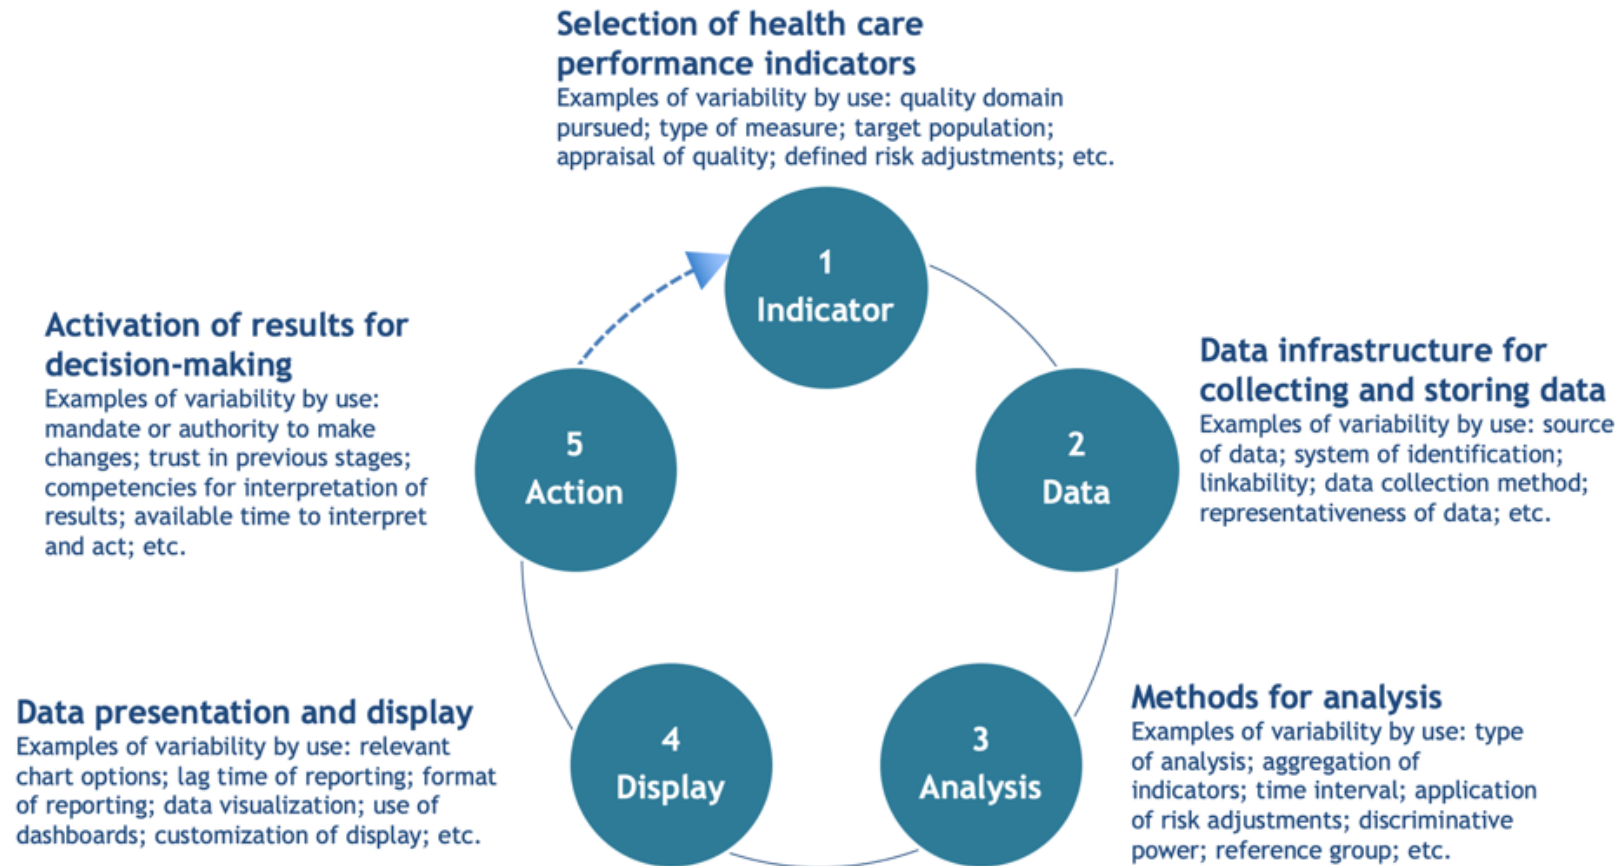 Selection of health care
performance indicators
Examples of variability by use: quality domain
pursued; type of measure; target population;
appraisal of quality; defined risk adjustments; etc.
1
Indicator
Data infrastructure for
collecting and storing data
Examples of variability by use: source
of data; system of identification;
linkability; data collection method;
representativeness of data; etc.
2
Data
Methods for analysis
Examples of variability by use: type
of analysis; aggregation of
indicators; time interval; application
of risk adjustments; discriminative
power; reference group; etc.
3
Analysis
Data presentation and display
Examples of variability by use: relevant
chart options; lag time of reporting; format
of reporting; data visualization; use of
dashboards; customization of display; etc.
4
Display
Activation of results for
decision-making
Examples of variability by use:
mandate or authority to make
changes; trust in previous stages;
competencies for interpretation of
results; available time to interpret
and act; etc.
5
Action